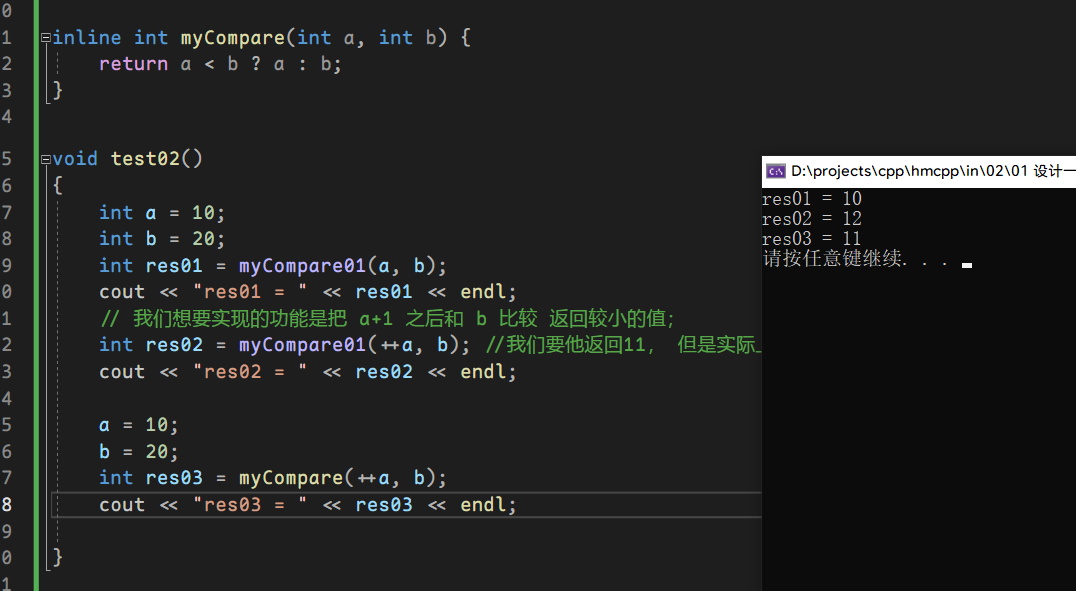 0
1 inline int myCompare(int a, int b) {
2 return a < b ? a : b;
3 }
4
5 void test02()
6 {
7 int a = 10;
8 int b = 20;
9 int res01 = myCompare01(a, b);
0 cout << "res01 = " << res01 << endl;
1 // 我们想要实现的功能是把 a+1 之后和 b 比较 返回较小的值;
2 int res02 = myCompare01(++a, b); //我们要他返回11, 但是实际
3 cout << "res02 = " << res02 << endl;
4
5 a = 10;
6 b = 20;
7 int res03 = myCompare(++a, b);
8 cout << "res03 = " << res03 << endl;
9
0 }
1
D:\projects\cpp\hmcpp\in\02\01 设计一
res01 = 10
res02 = 12
res03 = 11
请按任意键继续. . .